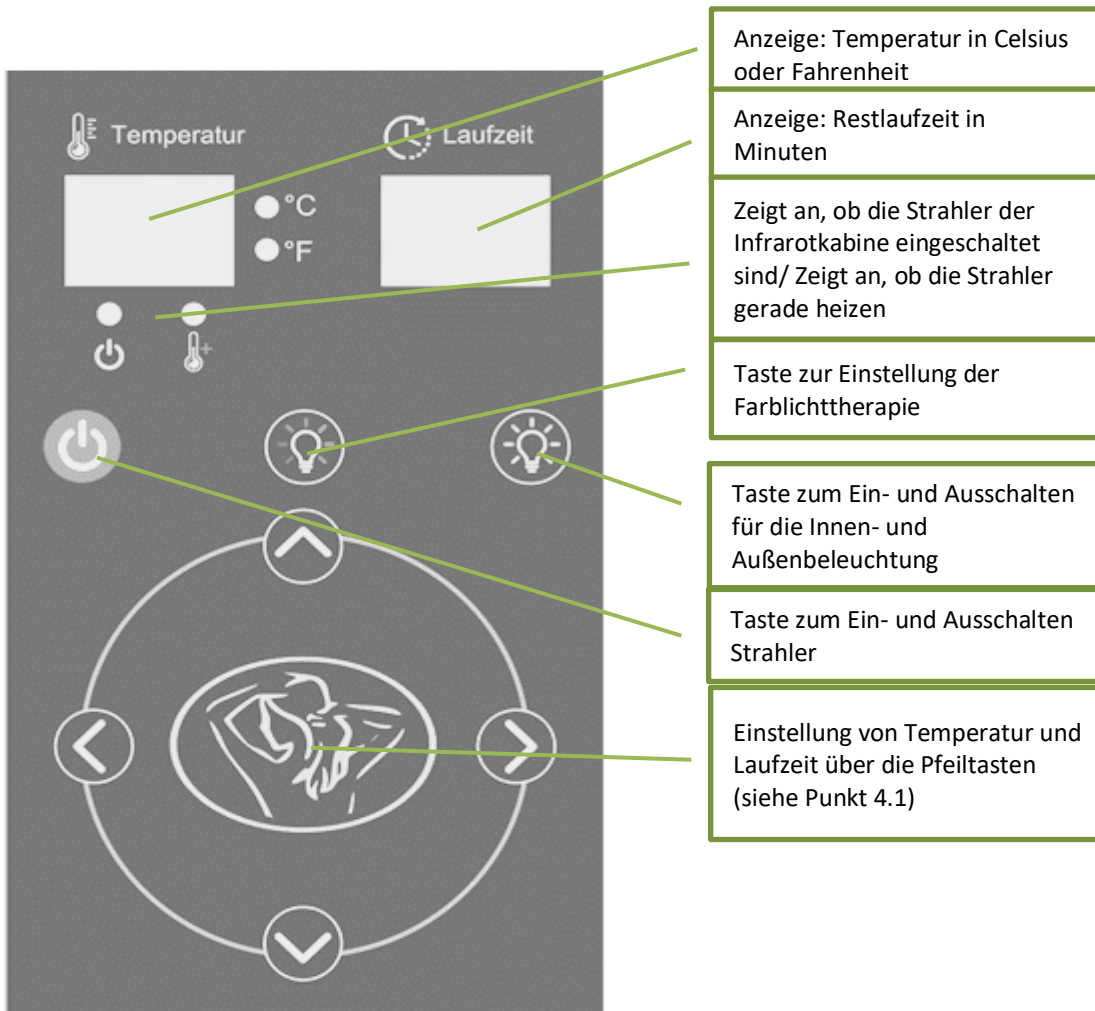 Temperatur
Laufzeit
°C
°F
Anzeige: Temperatur in Celsius
oder Fahrenheit
Anzeige: Restlaufzeit in
Minuten
Zeigt an, ob die Strahler der
Infrarotkabine eingeschaltet
sind/ Zeigt an, ob die Strahler
gerade heizen
Taste zur Einstellung der
Farblichttherapie
Taste zum Ein- und Ausschalten
für die Innen- und
Außenbeleuchtung
Taste zum Ein- und Ausschalten
Strahler
Einstellung von Temperatur und
Laufzeit über die Pfeiltasten
(siehe Punkt 4.1)